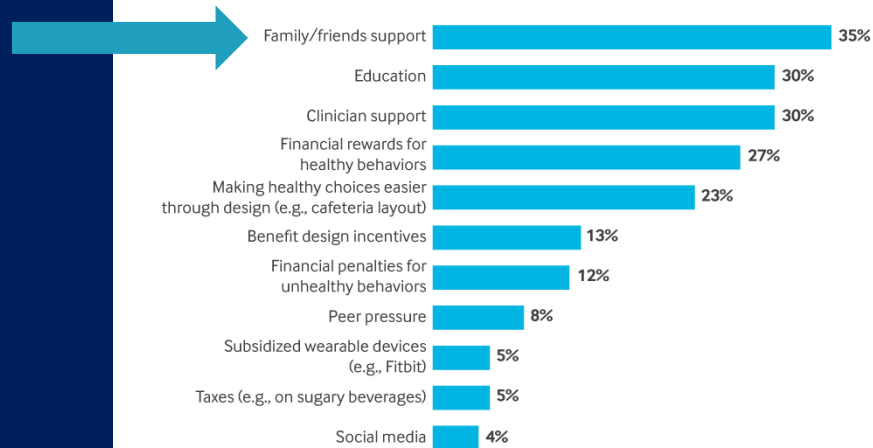 Family/friends support 35%
Education 30%
Clinician support 30%
Financial rewards for
healthy behaviors 27%
Making healthy choices easier
through design (e.g., cafeteria layout) 23%
Benefit design incentives 13%
Financial penalties for
unhealthy behaviors 12%
Peer pressure 8%
Subsidized wearable devices
(e.g., Fitbit) 5%
Taxes (e.g., on sugary beverages) 5%
Social media 4%